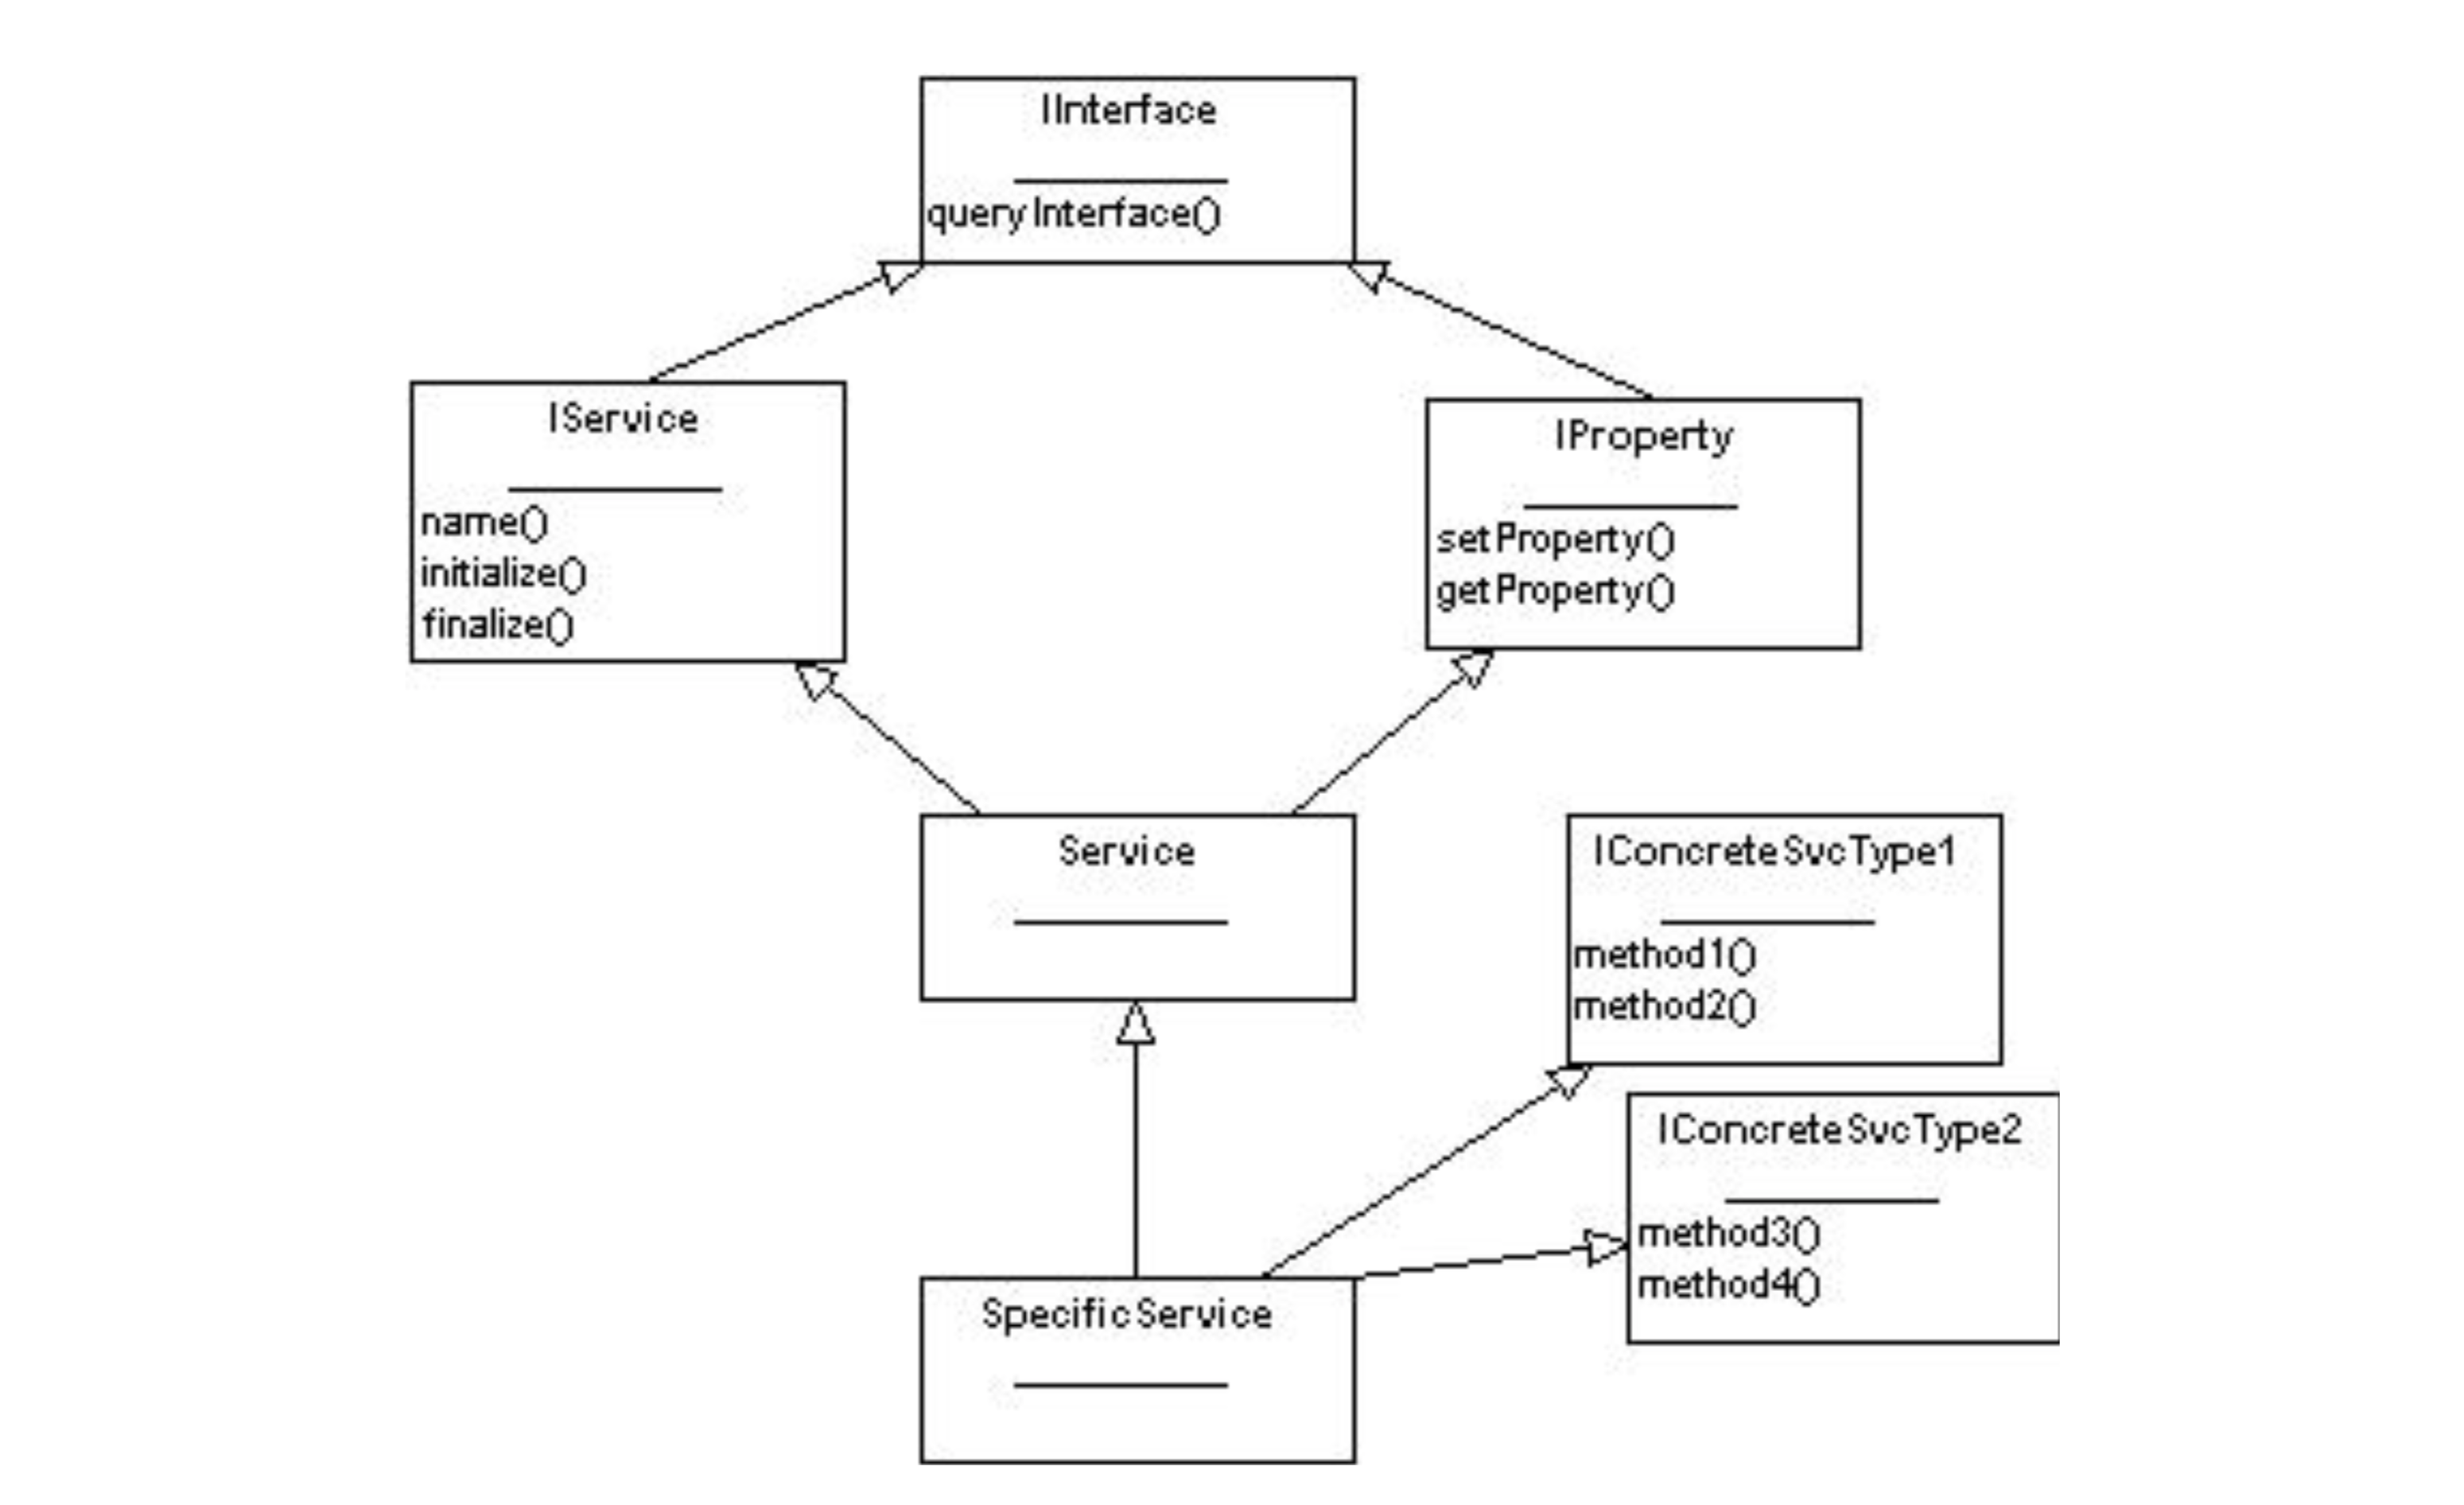 IInterface
queryInterface()
IService
name()
initialize()
finalize()
IProperty
setProperty()
getProperty()
Service
IConcreteSvcType1
method1()
method2()
IConcreteSvcType2
method3()
method4()
SpecificService